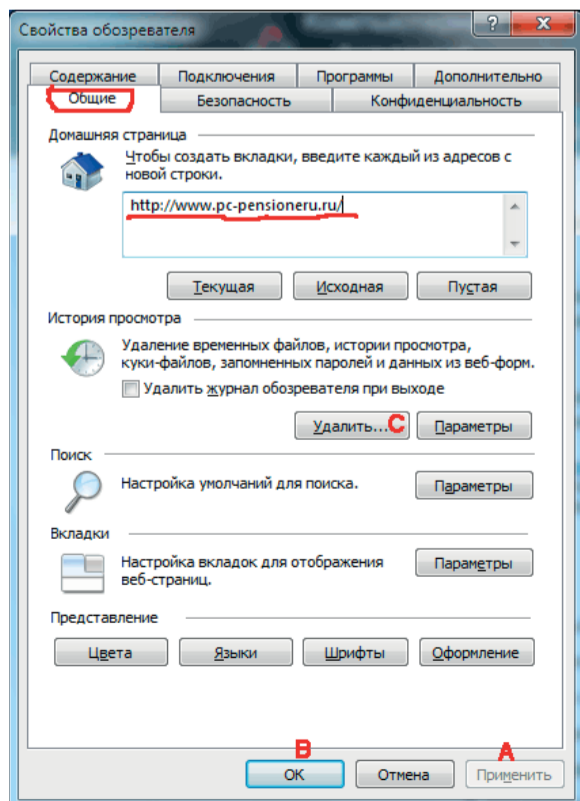 Свойства обозревателя
? X
Содержание Подключения Программы Дополнительно
Общие Безопасность Конфиденциальность
Домашняя страница
Чтобы создать вкладки, введите каждый из адресов с
новой строки.
http://www.pc-pensioneru.ru/
Текущая Исходная Пустая
История просмотра
Удаление временных файлов, истории просмотра,
куки-файлов, запомненных паролей и данных из веб-форм.
Удалить журнал обозревателя при выходе
Удалить... C Параметры
Поиск
Настройка умолчаний для поиска. Параметры
Вкладки
Настройка вкладок для отображения
веб-страниц.
Параметры
Представление
Цвета Языки Шрифты Оформление
B A
OK Отмена Применить